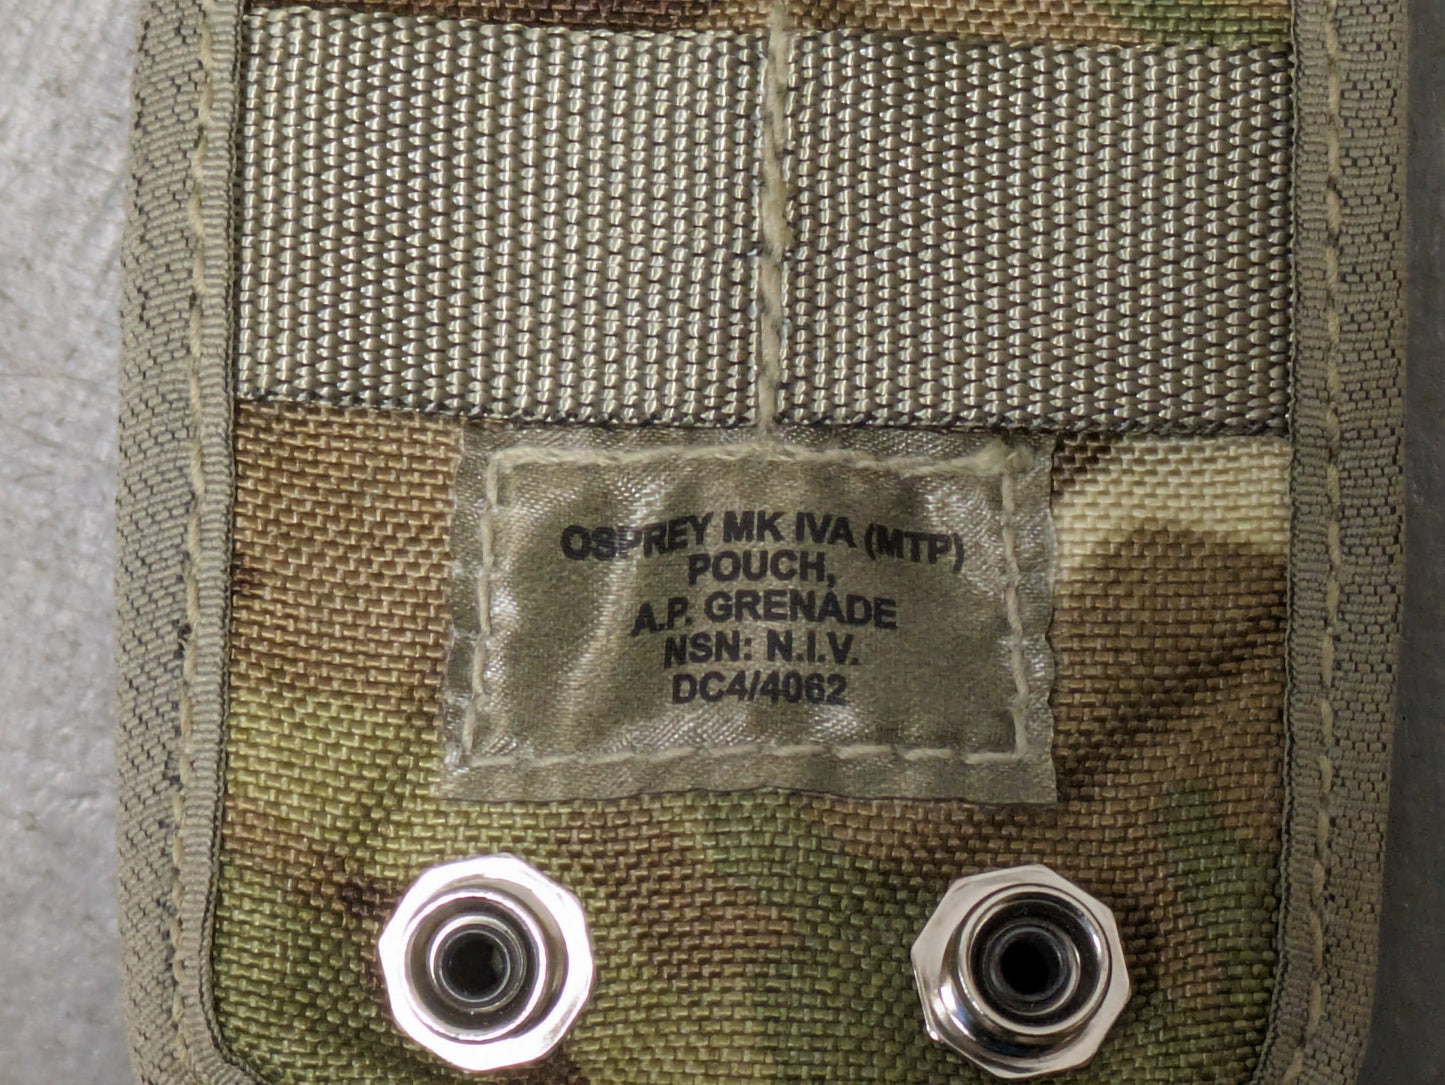 OSPREY MK IVA (MTP)
POUCH,
A.P. GRENADE
NSN: N.I.V.
DC4/4062